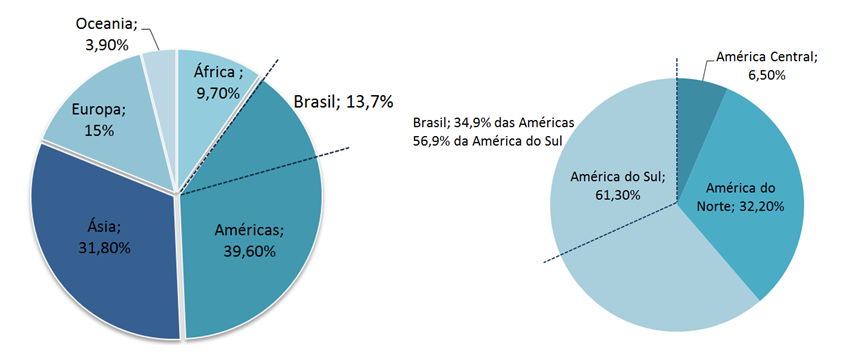 Oceania;
3,90%
África ;
9,70%
Brasil; 13,7%
Europa;
15%
Ásia;
31,80%
Américas;
39,60%
América Central;
6,50%
Brasil; 34,9% das Américas
56,9% da América do Sul
América do Sul;
61,30%
América do
Norte; 32,20%